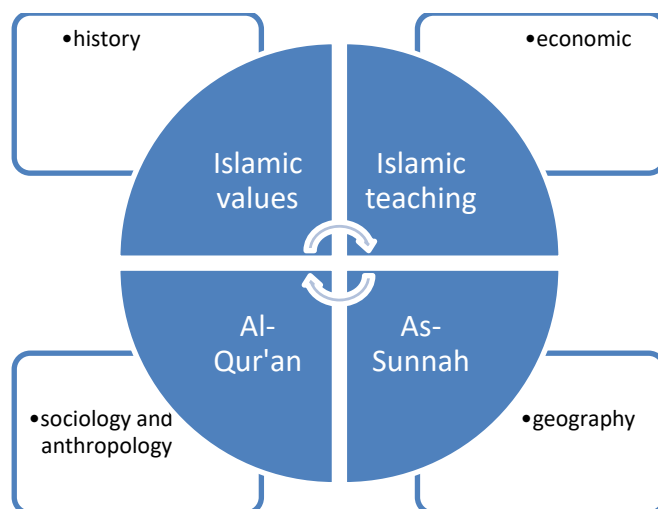 •history
•economic
Islamic
values
Islamic
teaching
Al-
Qur'an
As-
Sunnah
•sociology and
anthropology
•geography